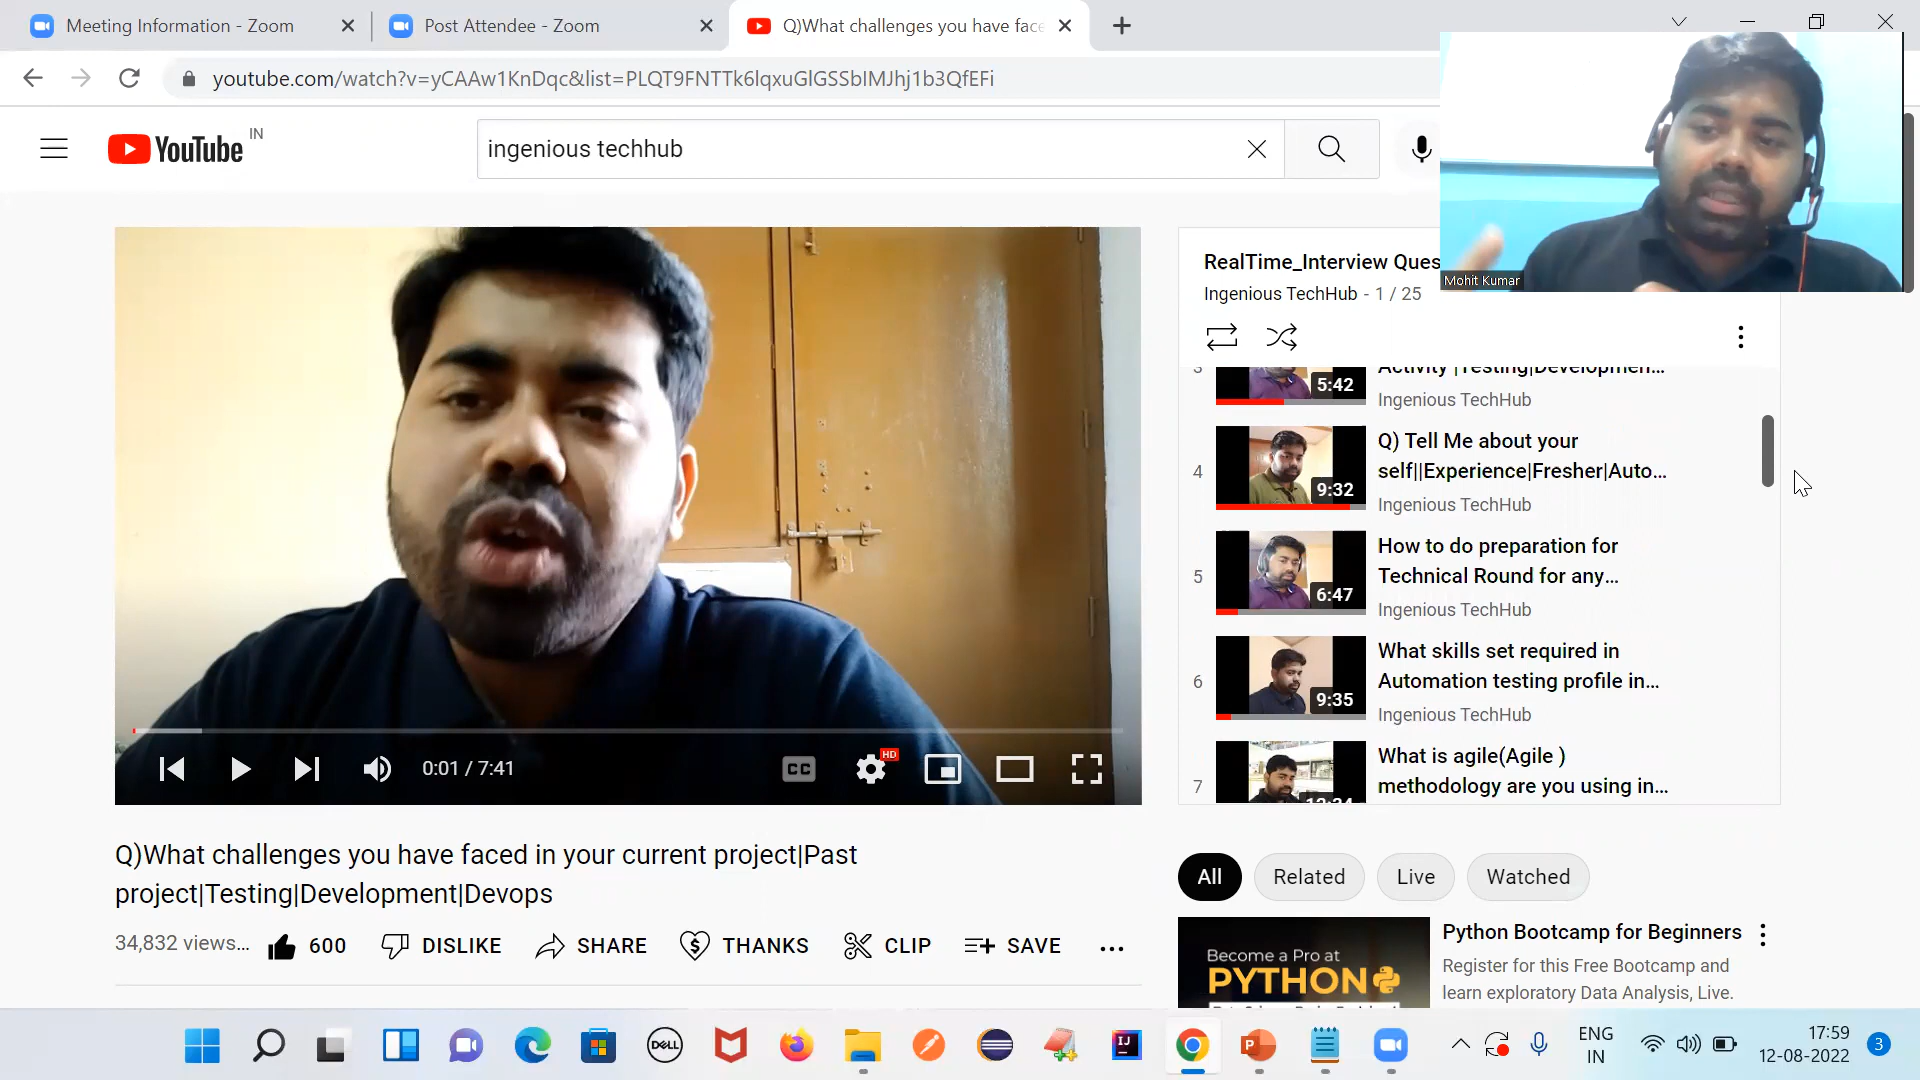 Meeting Information - Zoom
Post Attendee - Zoom
Q)What challenges you have face
youtube.com/watch?v=yCAAw1KnDqc&list=PLQT9FNTTk6lqxuGlGSSbIMJhj1b3QfEFi
YouTube IN
ingenious techhub
Mohit Kumar
RealTime_Interview Ques
Ingenious TechHub - 1 / 25
3
5:42
Activity |Testing|Developmen...
Ingenious TechHub
4
9:32
Q) Tell Me about your
self||Experience|Fresher|Auto...
Ingenious TechHub
5
6:47
How to do preparation for
Technical Round for any...
Ingenious TechHub
6
9:35
What skills set required in
Automation testing profile in...
Ingenious TechHub
7
What is agile(Agile )
methodology are you using in...
0:01 / 7:41
CC
HD
Q)What challenges you have faced in your current project|Past
project|Testing|Development|Devops
34,832 views...
600
DISLIKE
SHARE
THANKS
CLIP
SAVE
All
Related
Live
Watched
Become a Pro at
PYTHON
Python Bootcamp for Beginners
Register for this Free Bootcamp and
learn exploratory Data Analysis, Live.
DELL
IJ
P
ENG
IN
17:59
12-08-2022
3